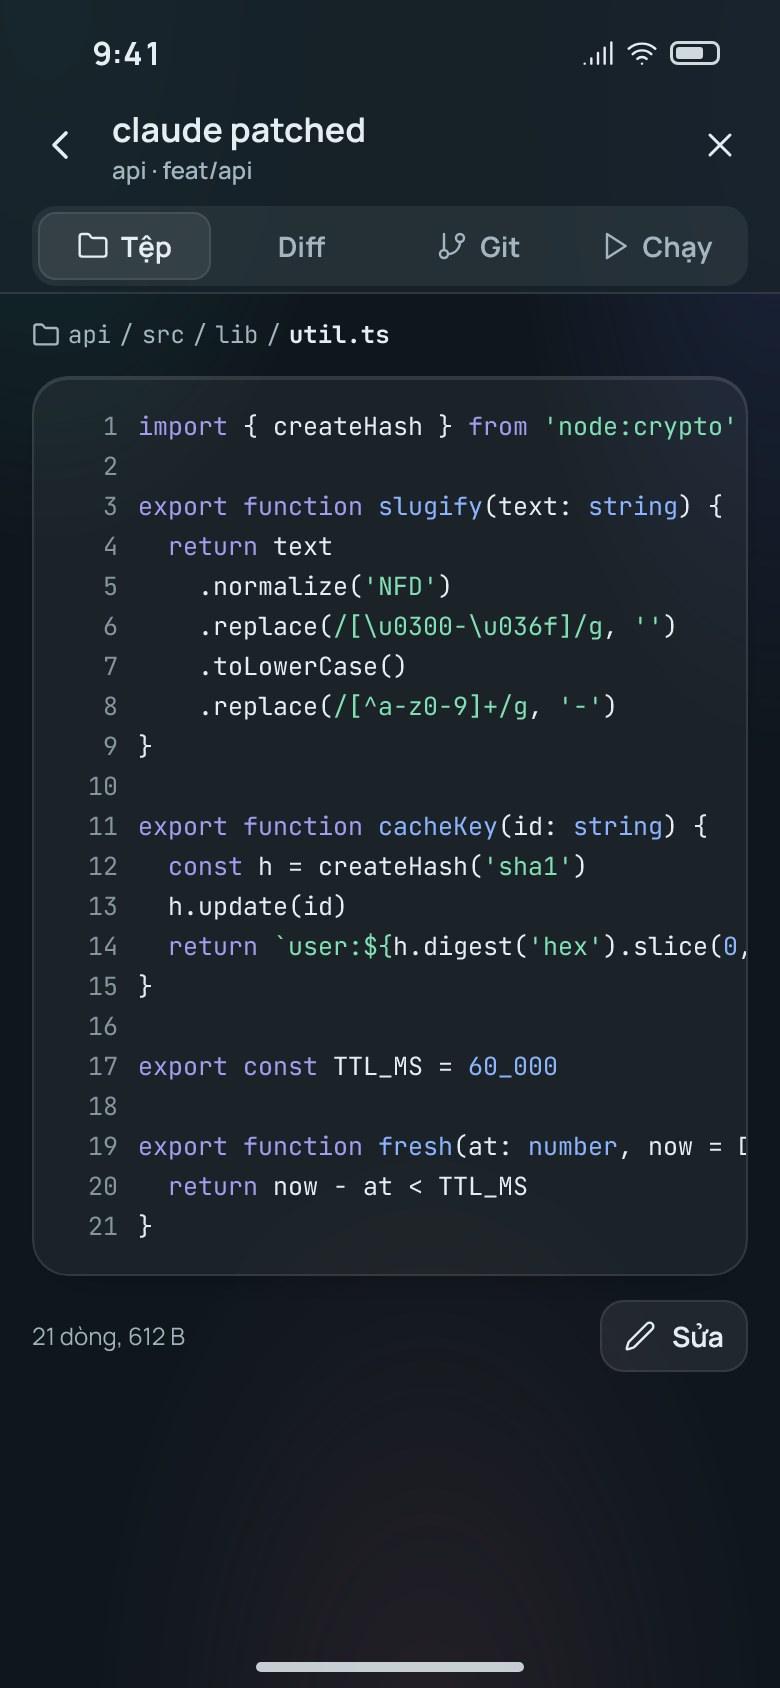 9:41
claude patched
api · feat/api
Tệp Diff Git Chạy
api / src / lib / util.ts
1 import { createHash } from 'node:crypto'
2
3 export function slugify(text: string) {
4   return text
5     .normalize('NFD')
6     .replace(/[\u0300-\u036f]/g, '')
7     .toLowerCase()
8     .replace(/[^a-z0-9]+/g, '-')
9 }
10
11 export function cacheKey(id: string) {
12   const h = createHash('sha1')
13   h.update(id)
14   return `user:${h.digest('hex').slice(0,
15 }
16
17 export const TTL_MS = 60_000
18
19 export function fresh(at: number, now =
20   return now - at < TTL_MS
21 }
21 dòng, 612 B
Sửa